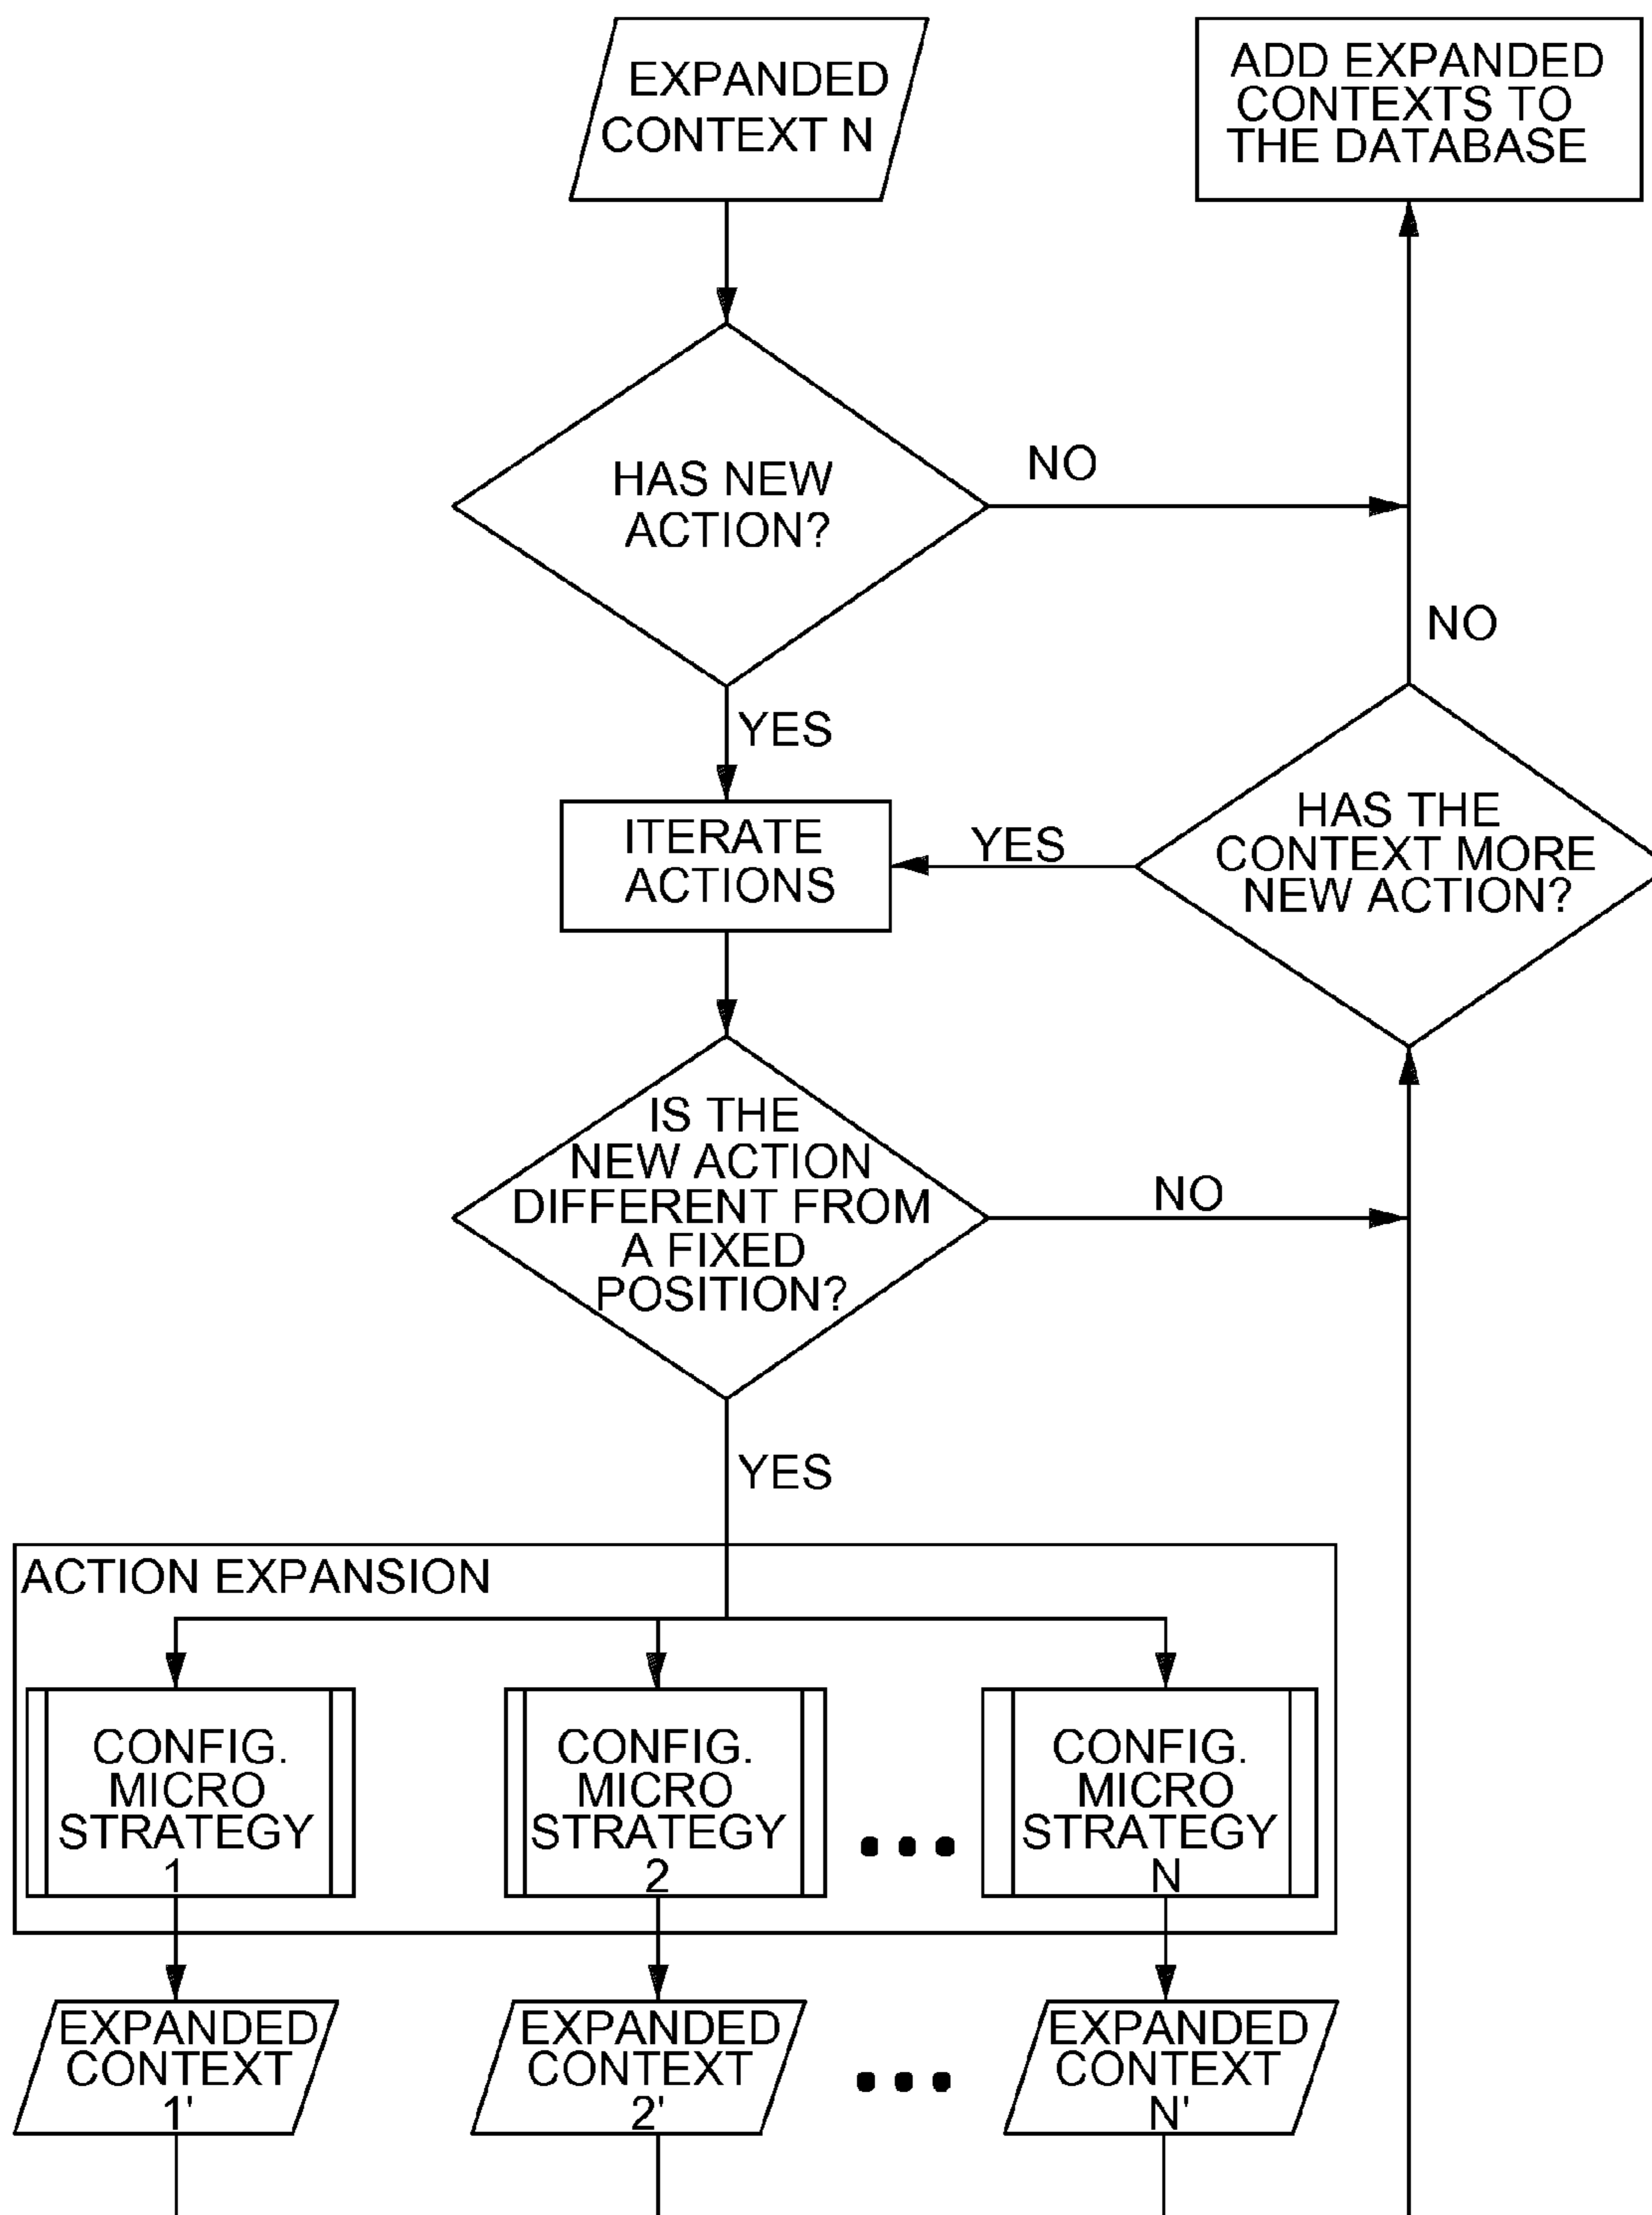 EXPANDED
CONTEXT N
ADD EXPANDED
CONTEXTS TO
THE DATABASE
HAS NEW
ACTION?
NO
NO
YES
ITERATE
ACTIONS
YES
HAS THE
CONTEXT MORE
NEW ACTION?
IS THE
NEW ACTION
DIFFERENT FROM
A FIXED
POSITION?
NO
YES
ACTION EXPANSION
CONFIG.
MICRO
STRATEGY
1
CONFIG.
MICRO
STRATEGY
2
CONFIG.
MICRO
STRATEGY
N
EXPANDED
CONTEXT
1'
EXPANDED
CONTEXT
2'
EXPANDED
CONTEXT
N'